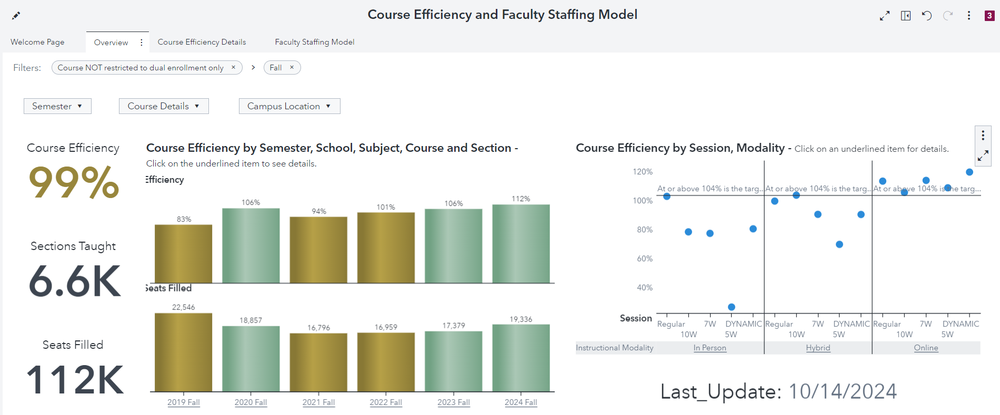 Course Efficiency and Faculty Staffing Model
3
Welcome Page
Overview
Course Efficiency Details
Faculty Staffing Model
Filters:
Course NOT restricted to dual enrollment only ×
>
Fall ×
Semester ▼
Course Details ▼
Campus Location ▼
Course Efficiency
99%
Sections Taught
6.6K
Seats Filled
112K
Course Efficiency by Semester, School, Subject, Course and Section -
Click on the underlined item to see details.
Efficiency
83%
106%
94%
101%
106%
112%
Seats Filled
22,546
18,857
16,796
16,959
17,379
19,336
2019 Fall
2020 Fall
2021 Fall
2022 Fall
2023 Fall
2024 Fall
Course Efficiency by Session, Modality - Click on an underlined item for details.
120%
100%
80%
60%
40%
At or above 104% is the targ...
At or above 104% is the targ...
At or above 104% is the targ...
Session
Regular 7W DYNAMIC Regular 7W DYNAMIC Regular 7W DYNAMIC
10W 5W 10W 5W 10W 5W
Instructional Modality In Person Hybrid Online
Last_Update: 10/14/2024